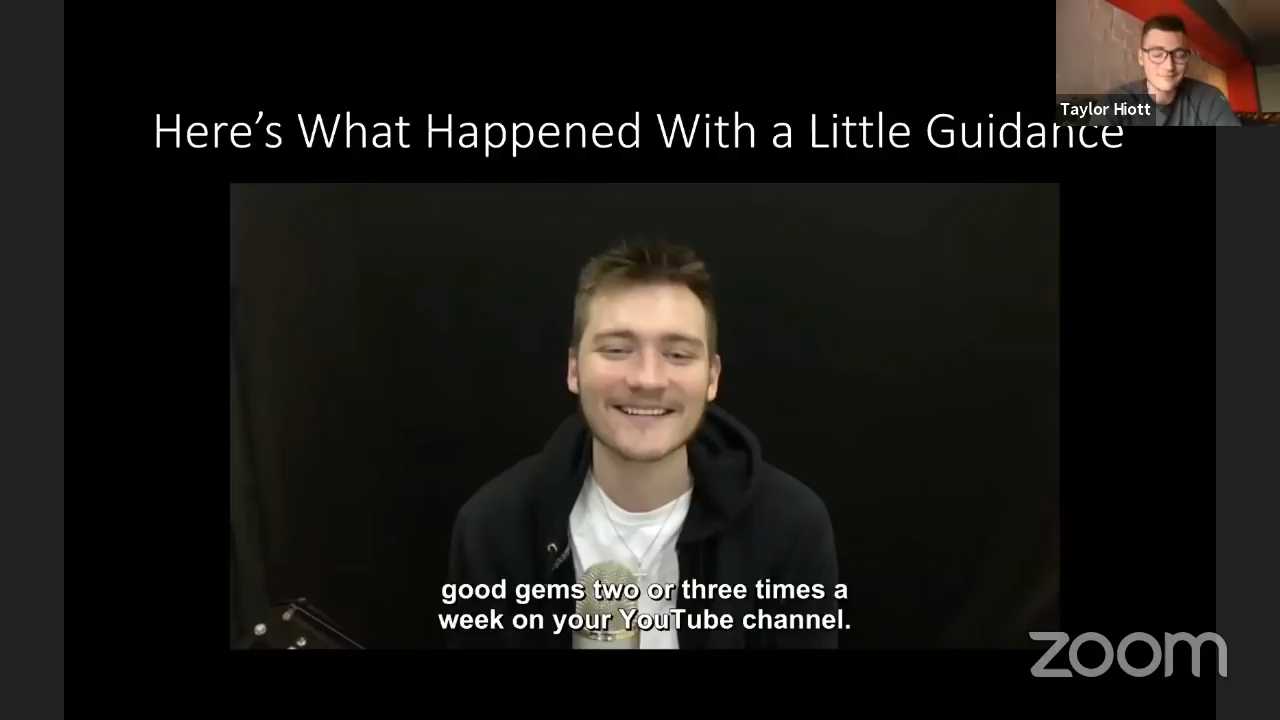 Taylor Hiott
Here's What Happened With a Little Guidance
good gems two or three times a
week on your YouTube channel.
zoom